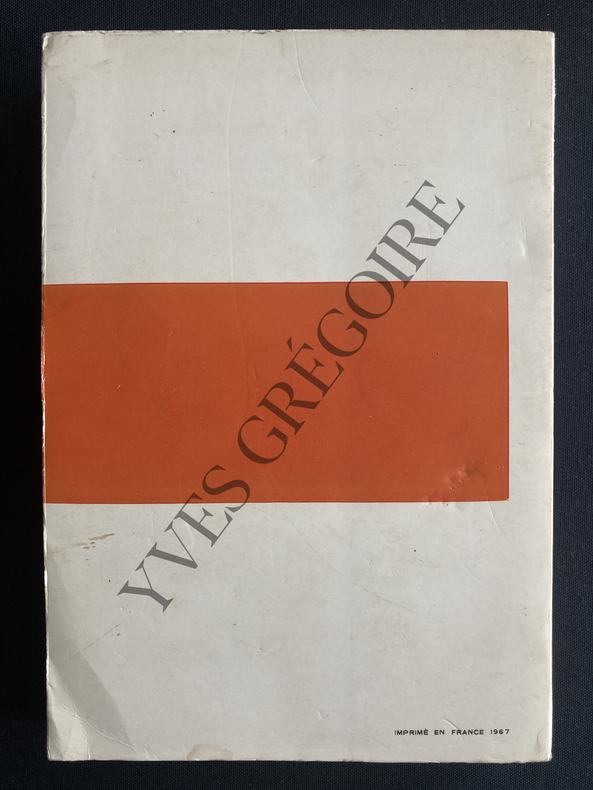 YVES GRÉGOIRE
IMPRIMÉ EN FRANCE 1967